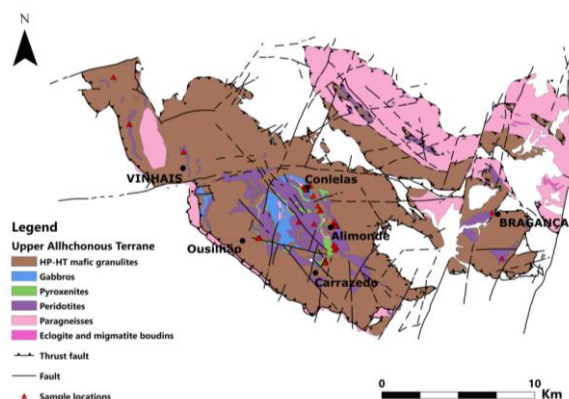 N
Conlelas
VINHAIS
BRAGANÇA
Alimonde
Ousilhão
Carrazedo
Legend
Upper Allhchonous Terrane
HP-HT mafic granulites
Gabbros
Pyroxenites
Peridotites
Paragneisses
Eclogite and migmatite boudins
Thrust fault
Fault
Sample locations
0 10
Km